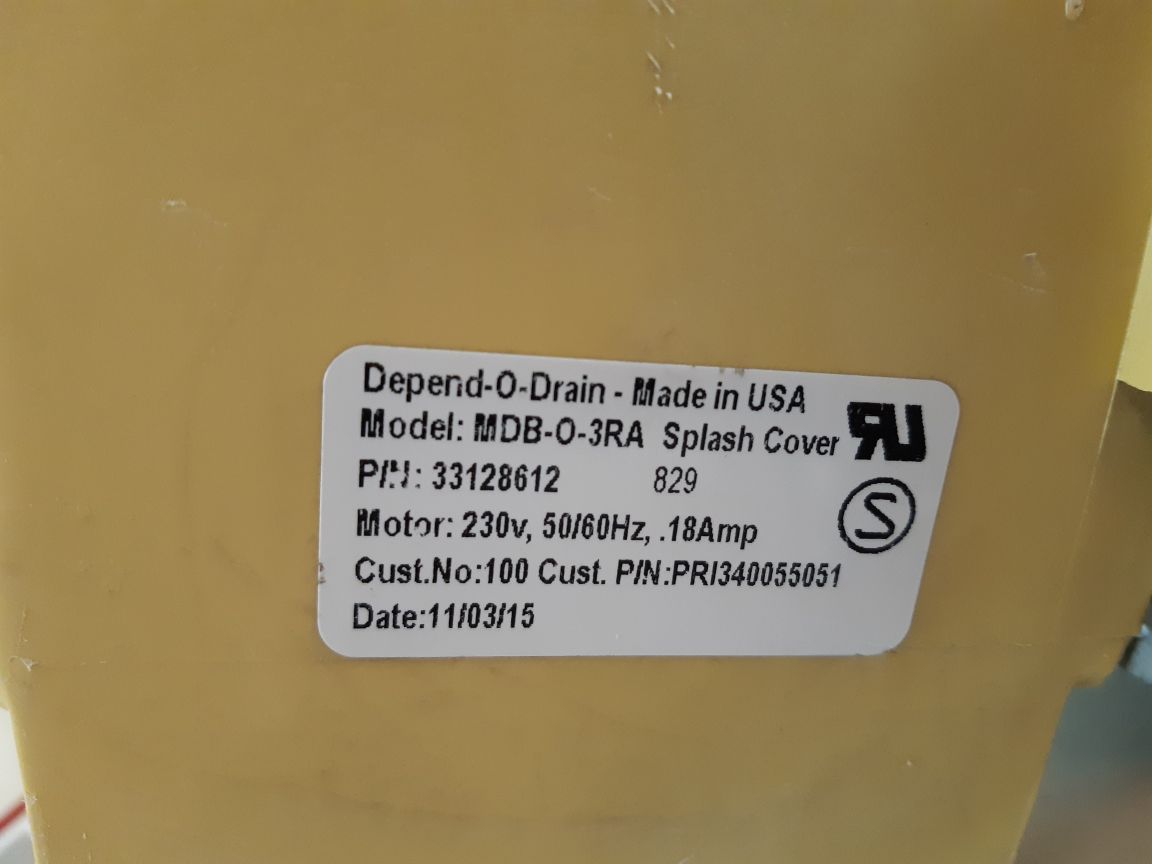 Depend-O-Drain - Made in USA
Model: MDB-O-3RA Splash Cover
P/N: 33128612 829
Motor: 230v, 50/60Hz, .18Amp
Cust.No:100 Cust. P/N:PRI340055051
Date:11/03/15
RU
S